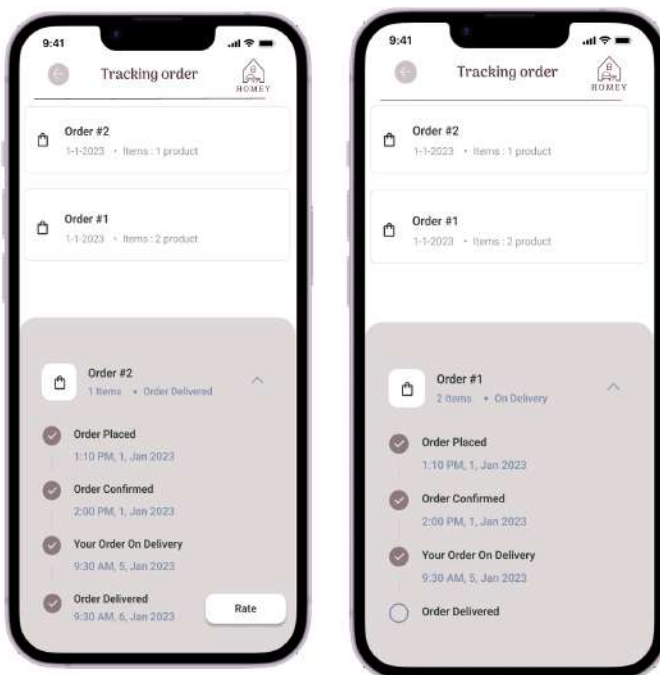 9:41
Tracking order
HOMEY
Order #2
1-1-2023 • Items : 1 product
Order #1
1-1-2023 • Items : 2 product
Order #2
1 Items • Order Delivered
Order Placed
1:10 PM, 1, Jan 2023
Order Confirmed
2:00 PM, 1, Jan 2023
Your Order On Delivery
9:30 AM, 5, Jan 2023
Order Delivered
9:30 AM, 6, Jan 2023
Rate
9:41
Tracking order
HOMEY
Order #2
1-1-2023 • Items : 1 product
Order #1
1-1-2023 • Items : 2 product
Order #1
2 Items • On Delivery
Order Placed
1:10 PM, 1, Jan 2023
Order Confirmed
2:00 PM, 1, Jan 2023
Your Order On Delivery
9:30 AM, 5, Jan 2023
Order Delivered